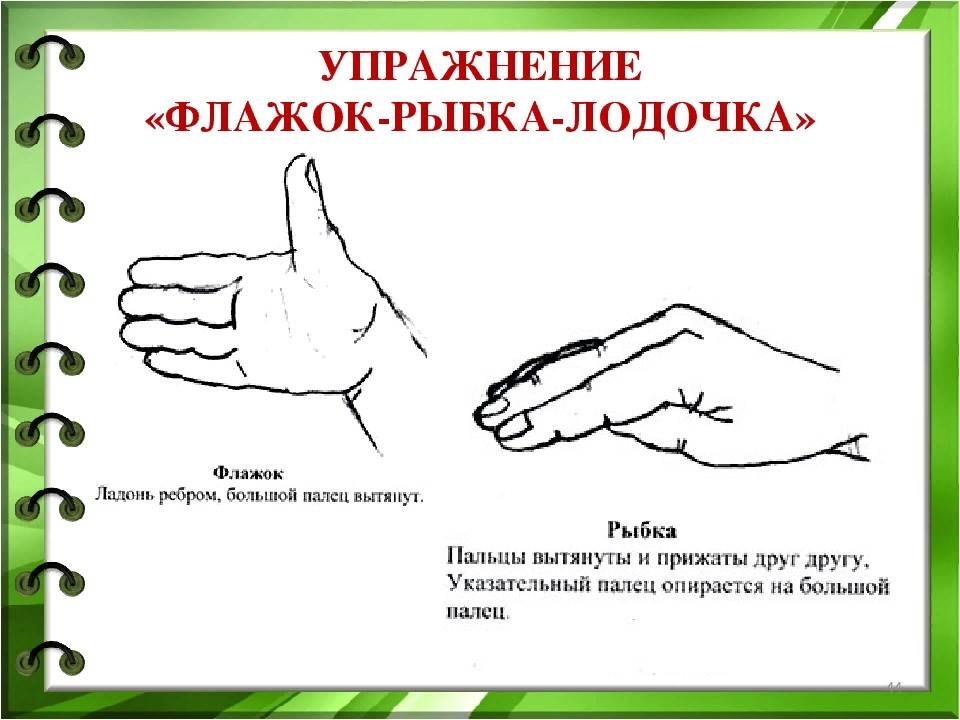 УПРАЖНЕНИЕ
«ФЛАЖОК-РЫБКА-ЛОДОЧКА»
Флажок
Ладонь ребром, большой палец вытянут.
Рыбка
Пальцы вытянуты и прижаты друг другу,
Указательный палец опирается на большой
палец.